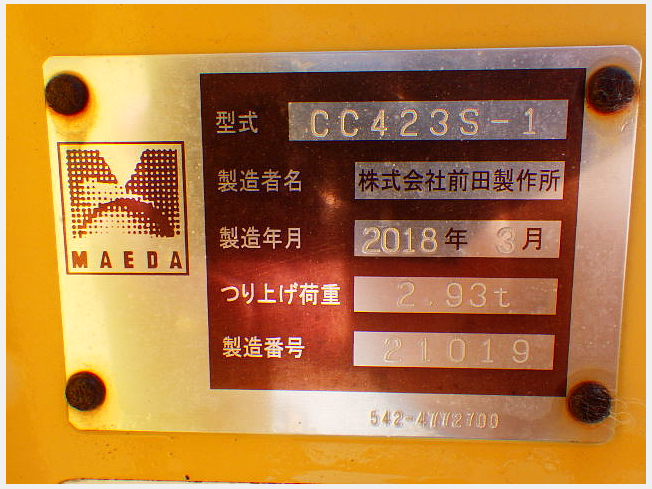 型式 CC423S-1
製造者名 株式会社前田製作所
製造年月 2018年 3月
つり上げ荷重 2.93t
製造番号 21019
MAEDA
542-4772700